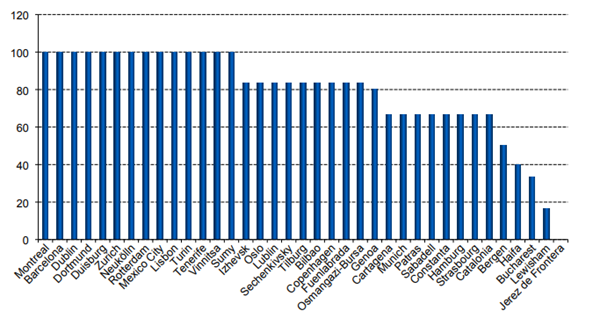 120
100
80
60
40
20
0
Montreal
Barcelona
Dublin
Dortmund
Duisburg
Zurich
Neukölln
Rotterdam
Mexico City
Lisbon
Turin
Tenerife
Vinnitsa
Sumy
Izhevsk
Oslo
Lublin
Sechenkivsky
Tilburg
Bilbao
Copenhagen
Fuenlabrada
Osmangazi-Bursa
Genoa
Cartagena
Munich
Patras
Sabadell
Constanta
Hamburg
Strasbourg
Catalonia
Bergen
Haifa
Bucharest
Lewisham
Jerez de Frontera